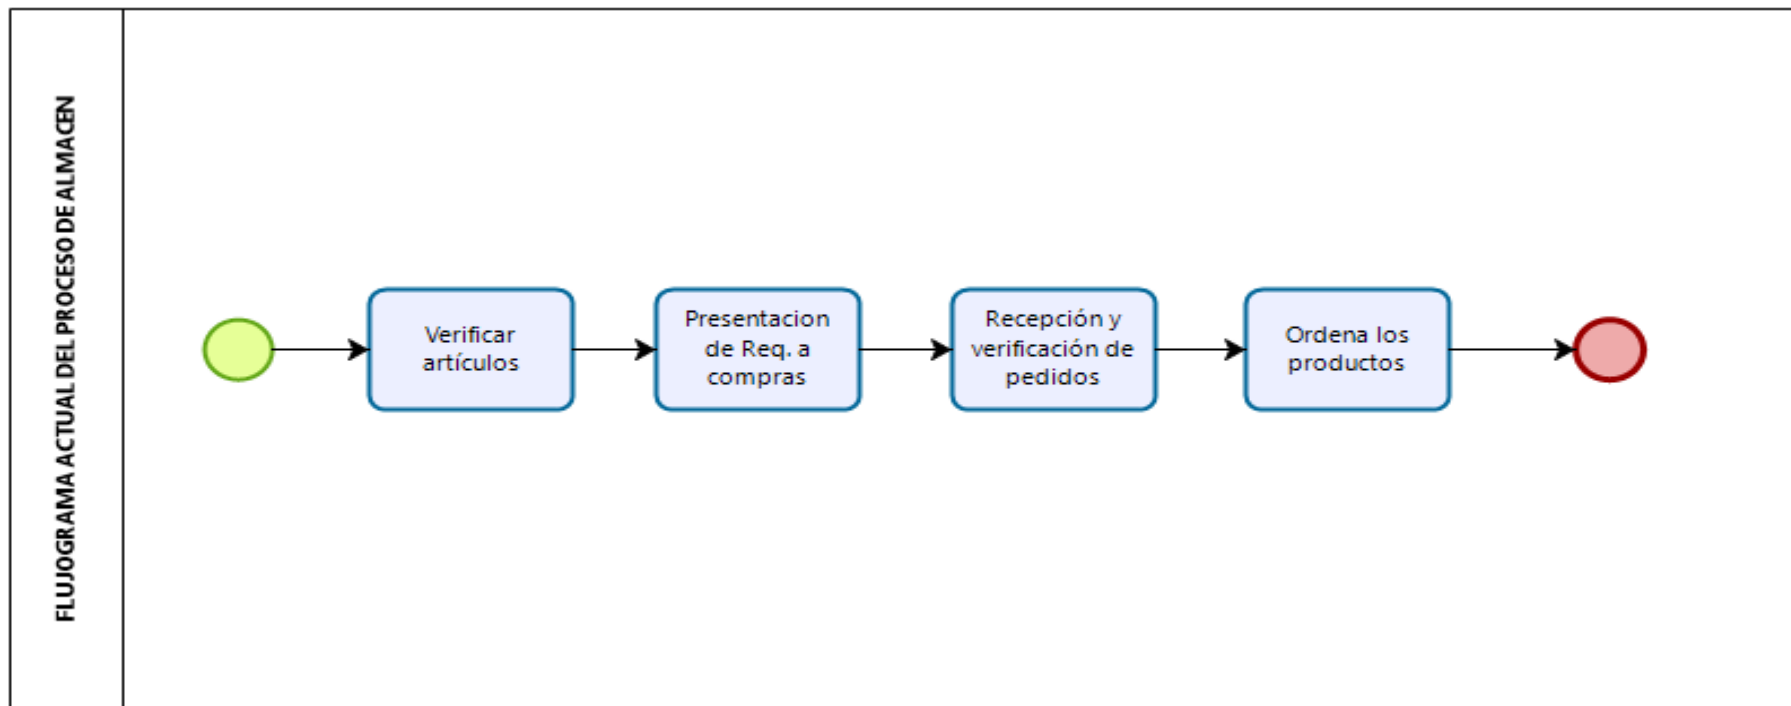 FLUJOGRAMA ACTUAL DEL PROCESO DE ALMACEN
Verificar
artículos
Presentacion
de Req. a
compras
Recepción y
verificación de
pedidos
Ordena los
productos